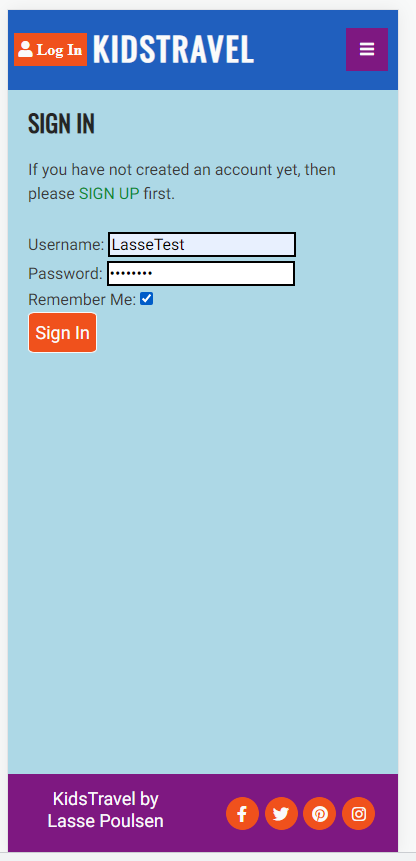 Log In KIDSTRAVEL
SIGN IN
If you have not created an account yet, then
please SIGN UP first.
Username: LasseTest
Password: ••••••••
Remember Me:
Sign In
KidsTravel by
Lasse Poulsen